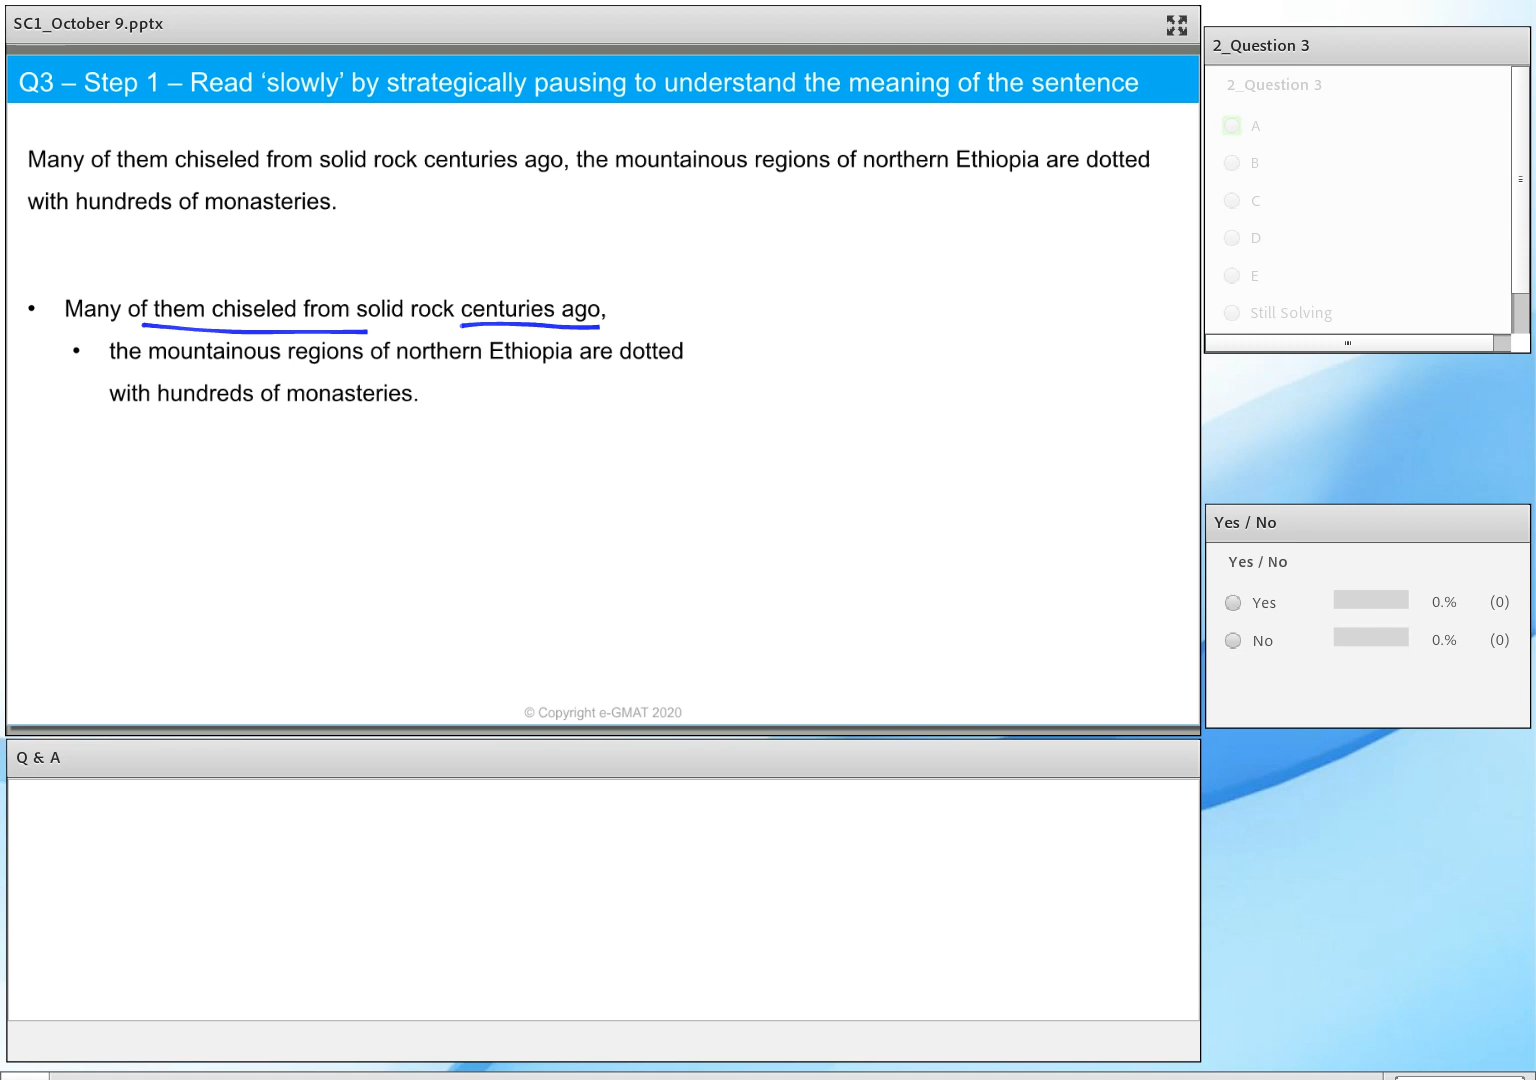 SC1_October 9.pptx
Q3 – Step 1 – Read ‘slowly’ by strategically pausing to understand the meaning of the sentence
Many of them chiseled from solid rock centuries ago, the mountainous regions of northern Ethiopia are dotted
with hundreds of monasteries.
• Many of them chiseled from solid rock centuries ago,
• the mountainous regions of northern Ethiopia are dotted
with hundreds of monasteries.
© Copyright e-GMAT 2020
Q & A
2_Question 3
2_Question 3
A
B
C
D
E
Still Solving
Yes / No
Yes / No
Yes 0.% (0)
No 0.% (0)